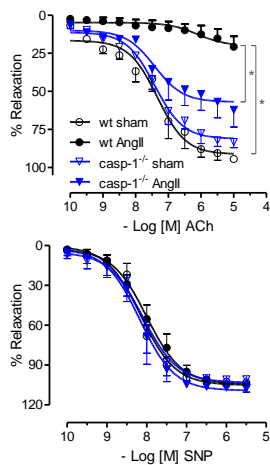 0
25
50
75
100
% Relaxation
*
*
wt sham
wt AngII
casp-1-/- sham
casp-1-/- AngII
10 9 8 7 6 5 4
- Log [M] ACh
0
30
60
90
120
% Relaxation
10 9 8 7 6 5
- Log [M] SNP